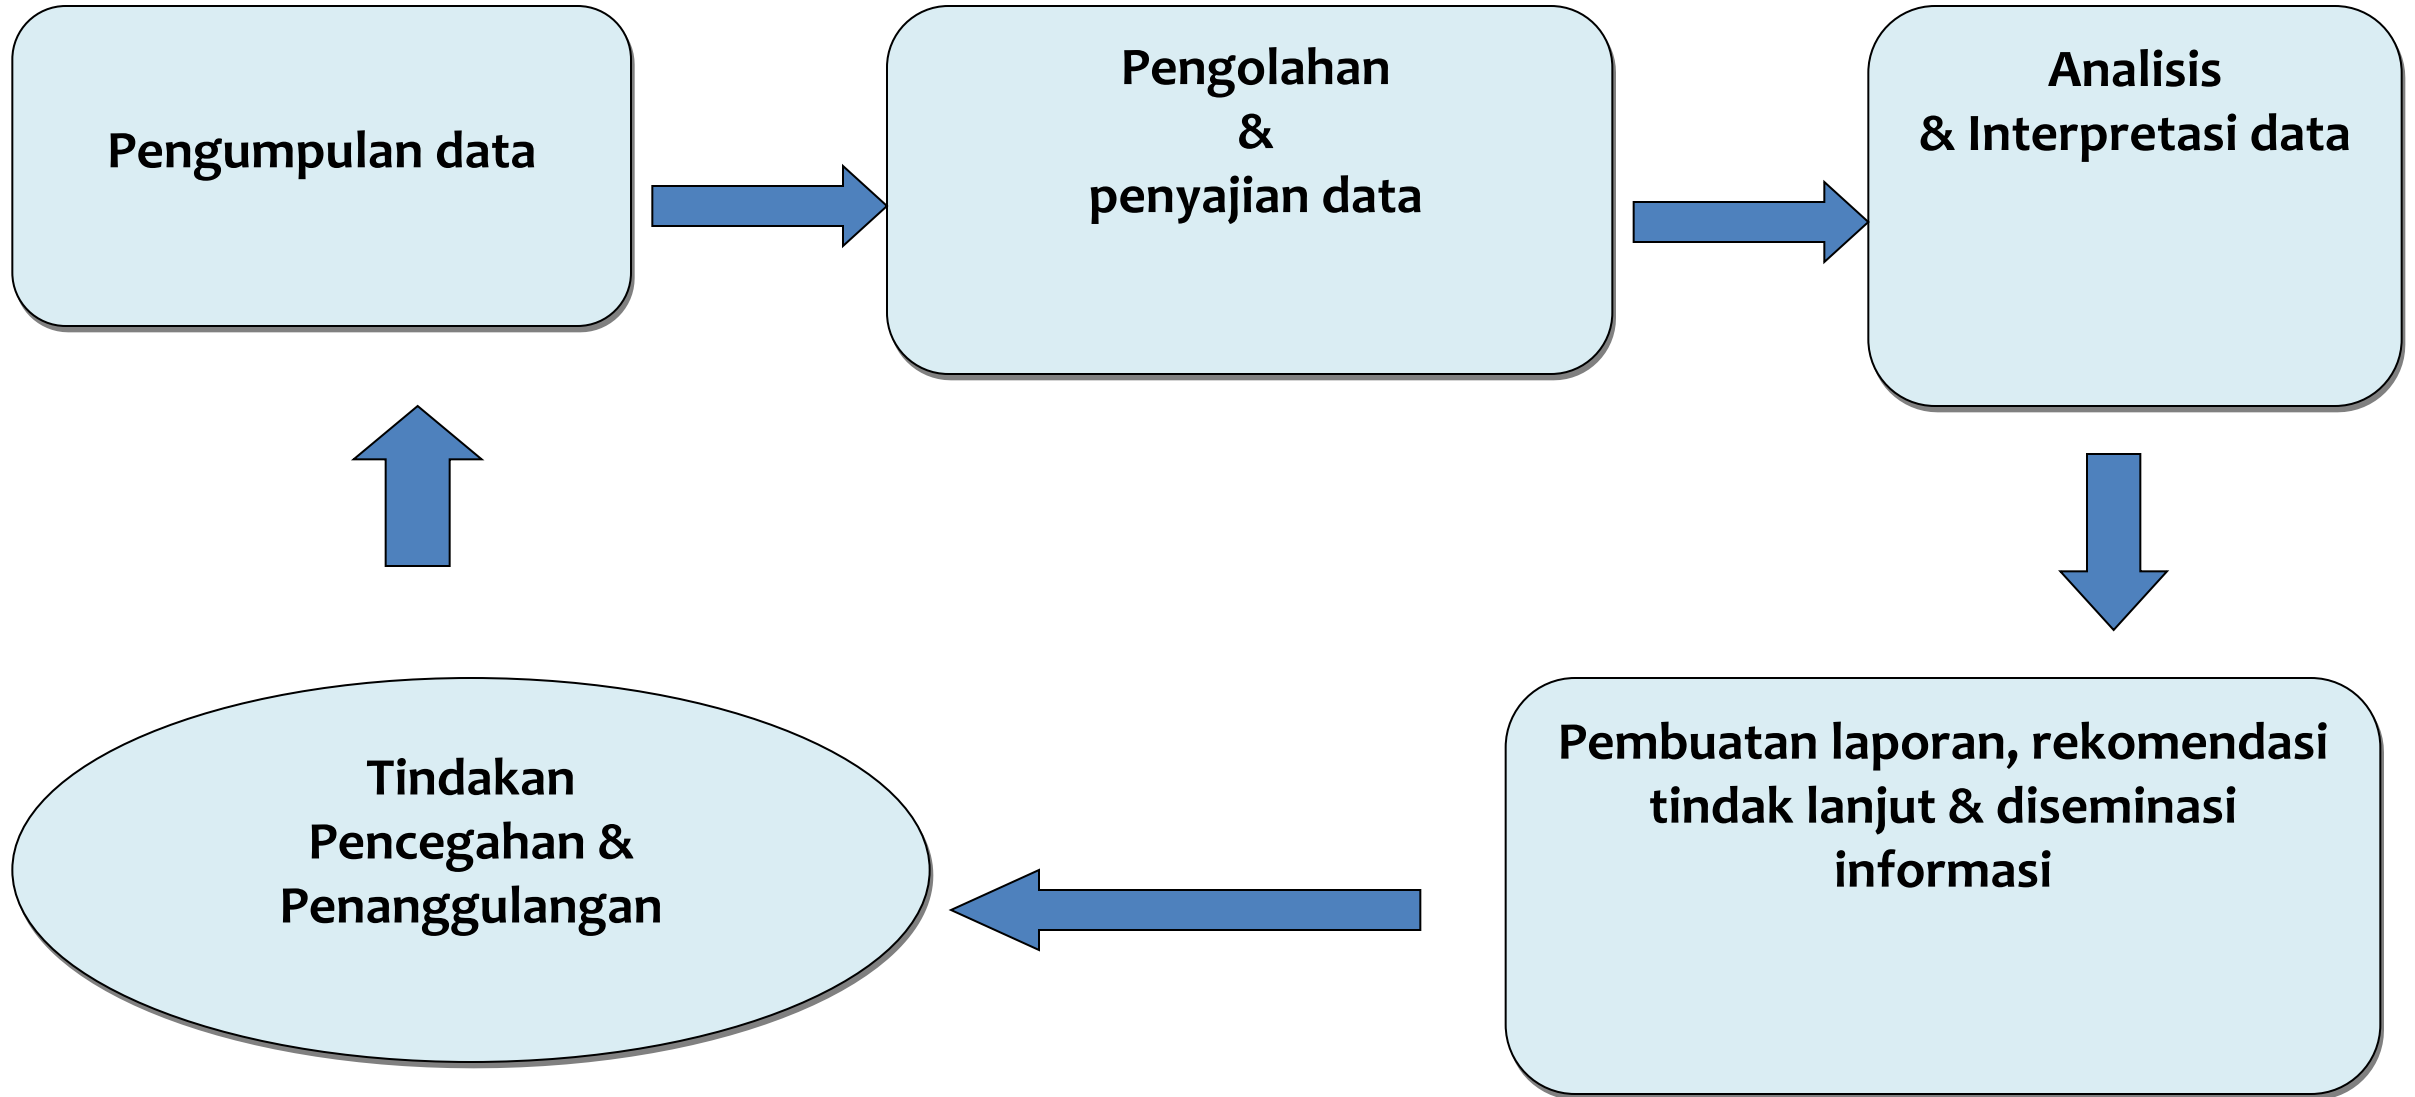 Pengumpulan data
Pengolahan
&
penyajian data
Analisis
& Interpretasi data
Pembuatan laporan, rekomendasi
tindak lanjut & diseminasi
informasi
Tindakan
Pencegahan &
Penanggulangan